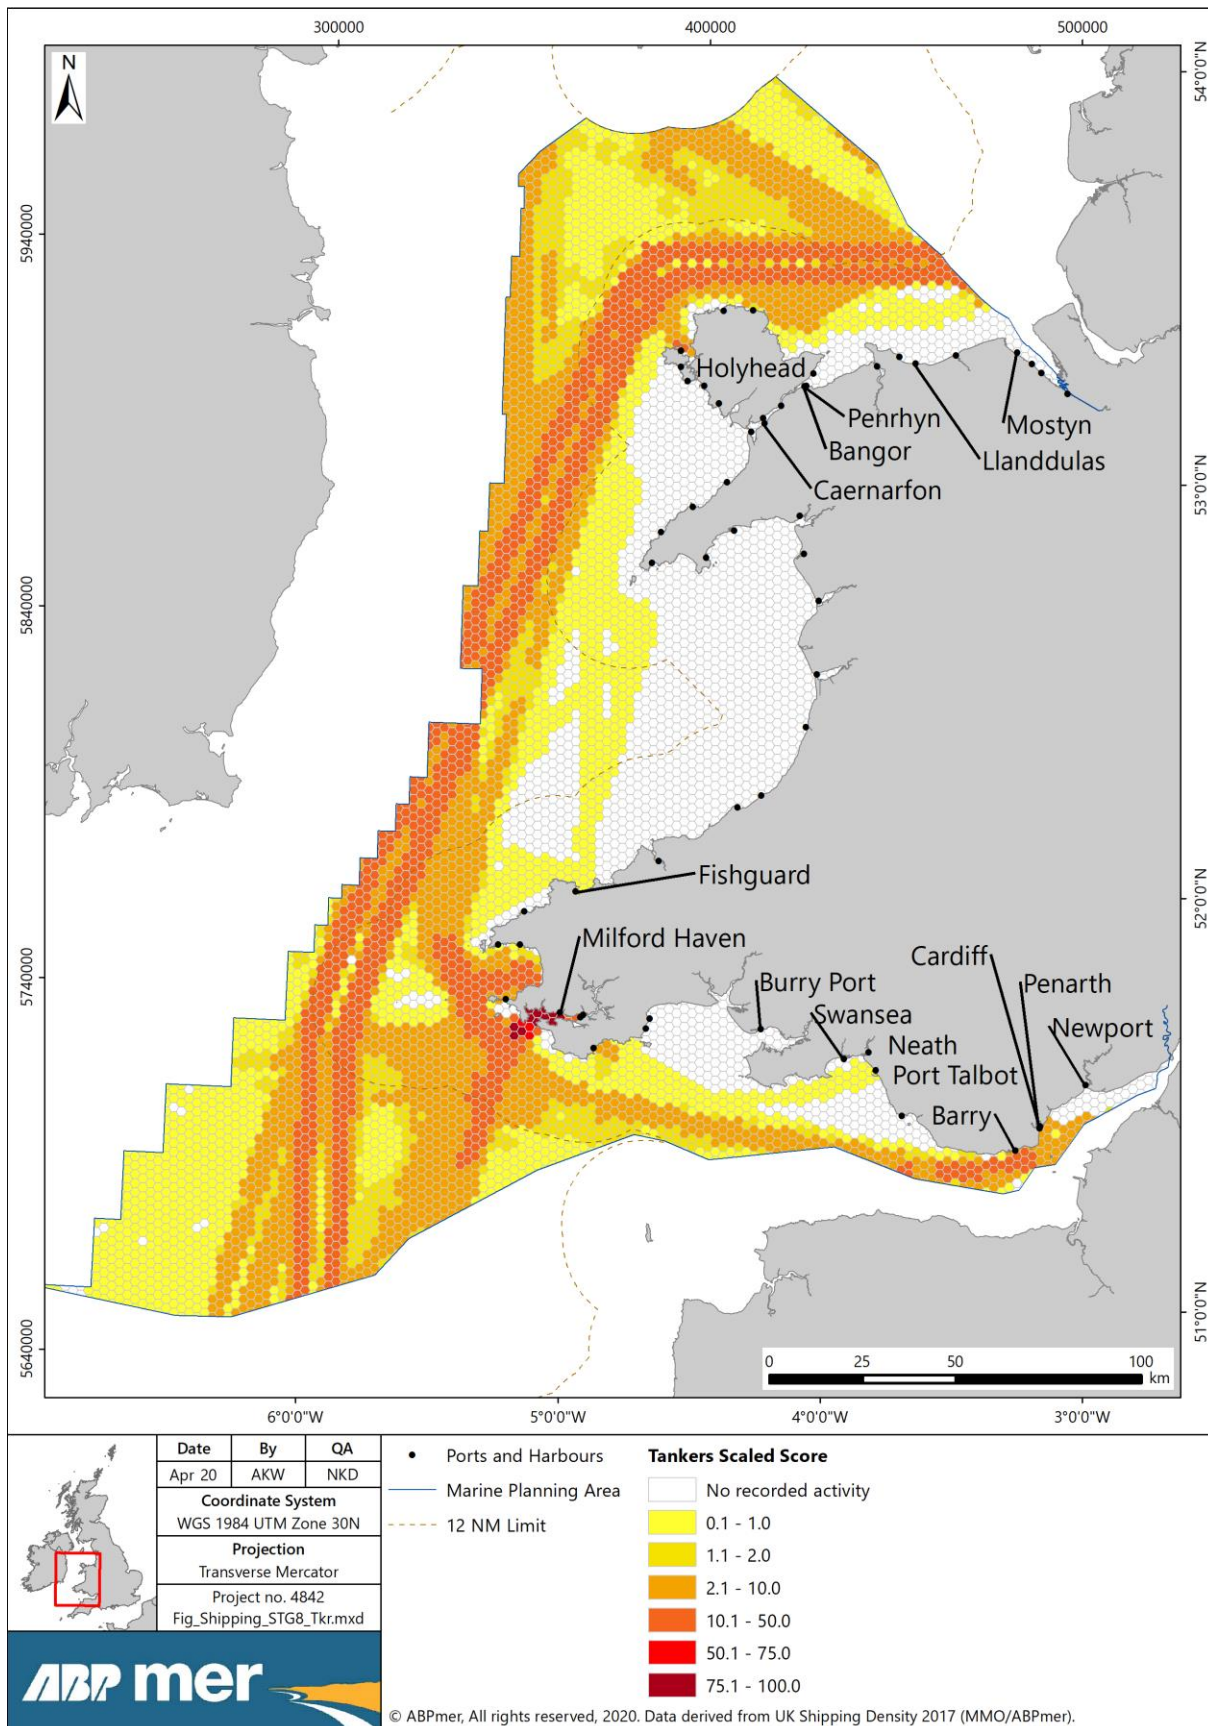 300000
400000
500000
N
54°0'0"N
5940000
Holyhead
Penrhyn
Mostyn
Bangor
Llanddulas
Caernarfon
53°0'0"N
5840000
Fishguard
52°0'0"N
Milford Haven
Cardiff
5740000
Burry Port
Penarth
Swansea
Newport
Neath
Port Talbot
Barry
51°0'0"N
5640000
0 25 50 100
km
6°0'0"W
5°0'0"W
4°0'0"W
3°0'0"W
Date By QA
Apr 20 AKW NKD
Coordinate System
WGS 1984 UTM Zone 30N
Projection
Transverse Mercator
Project no. 4842
Fig_Shipping_STG8_Tkr.mxd
ABP mer
Ports and Harbours
Marine Planning Area
12 NM Limit
Tankers Scaled Score
No recorded activity
0.1 - 1.0
1.1 - 2.0
2.1 - 10.0
10.1 - 50.0
50.1 - 75.0
75.1 - 100.0
© ABPmer, All rights reserved, 2020. Data derived from UK Shipping Density 2017 (MMO/ABPmer).